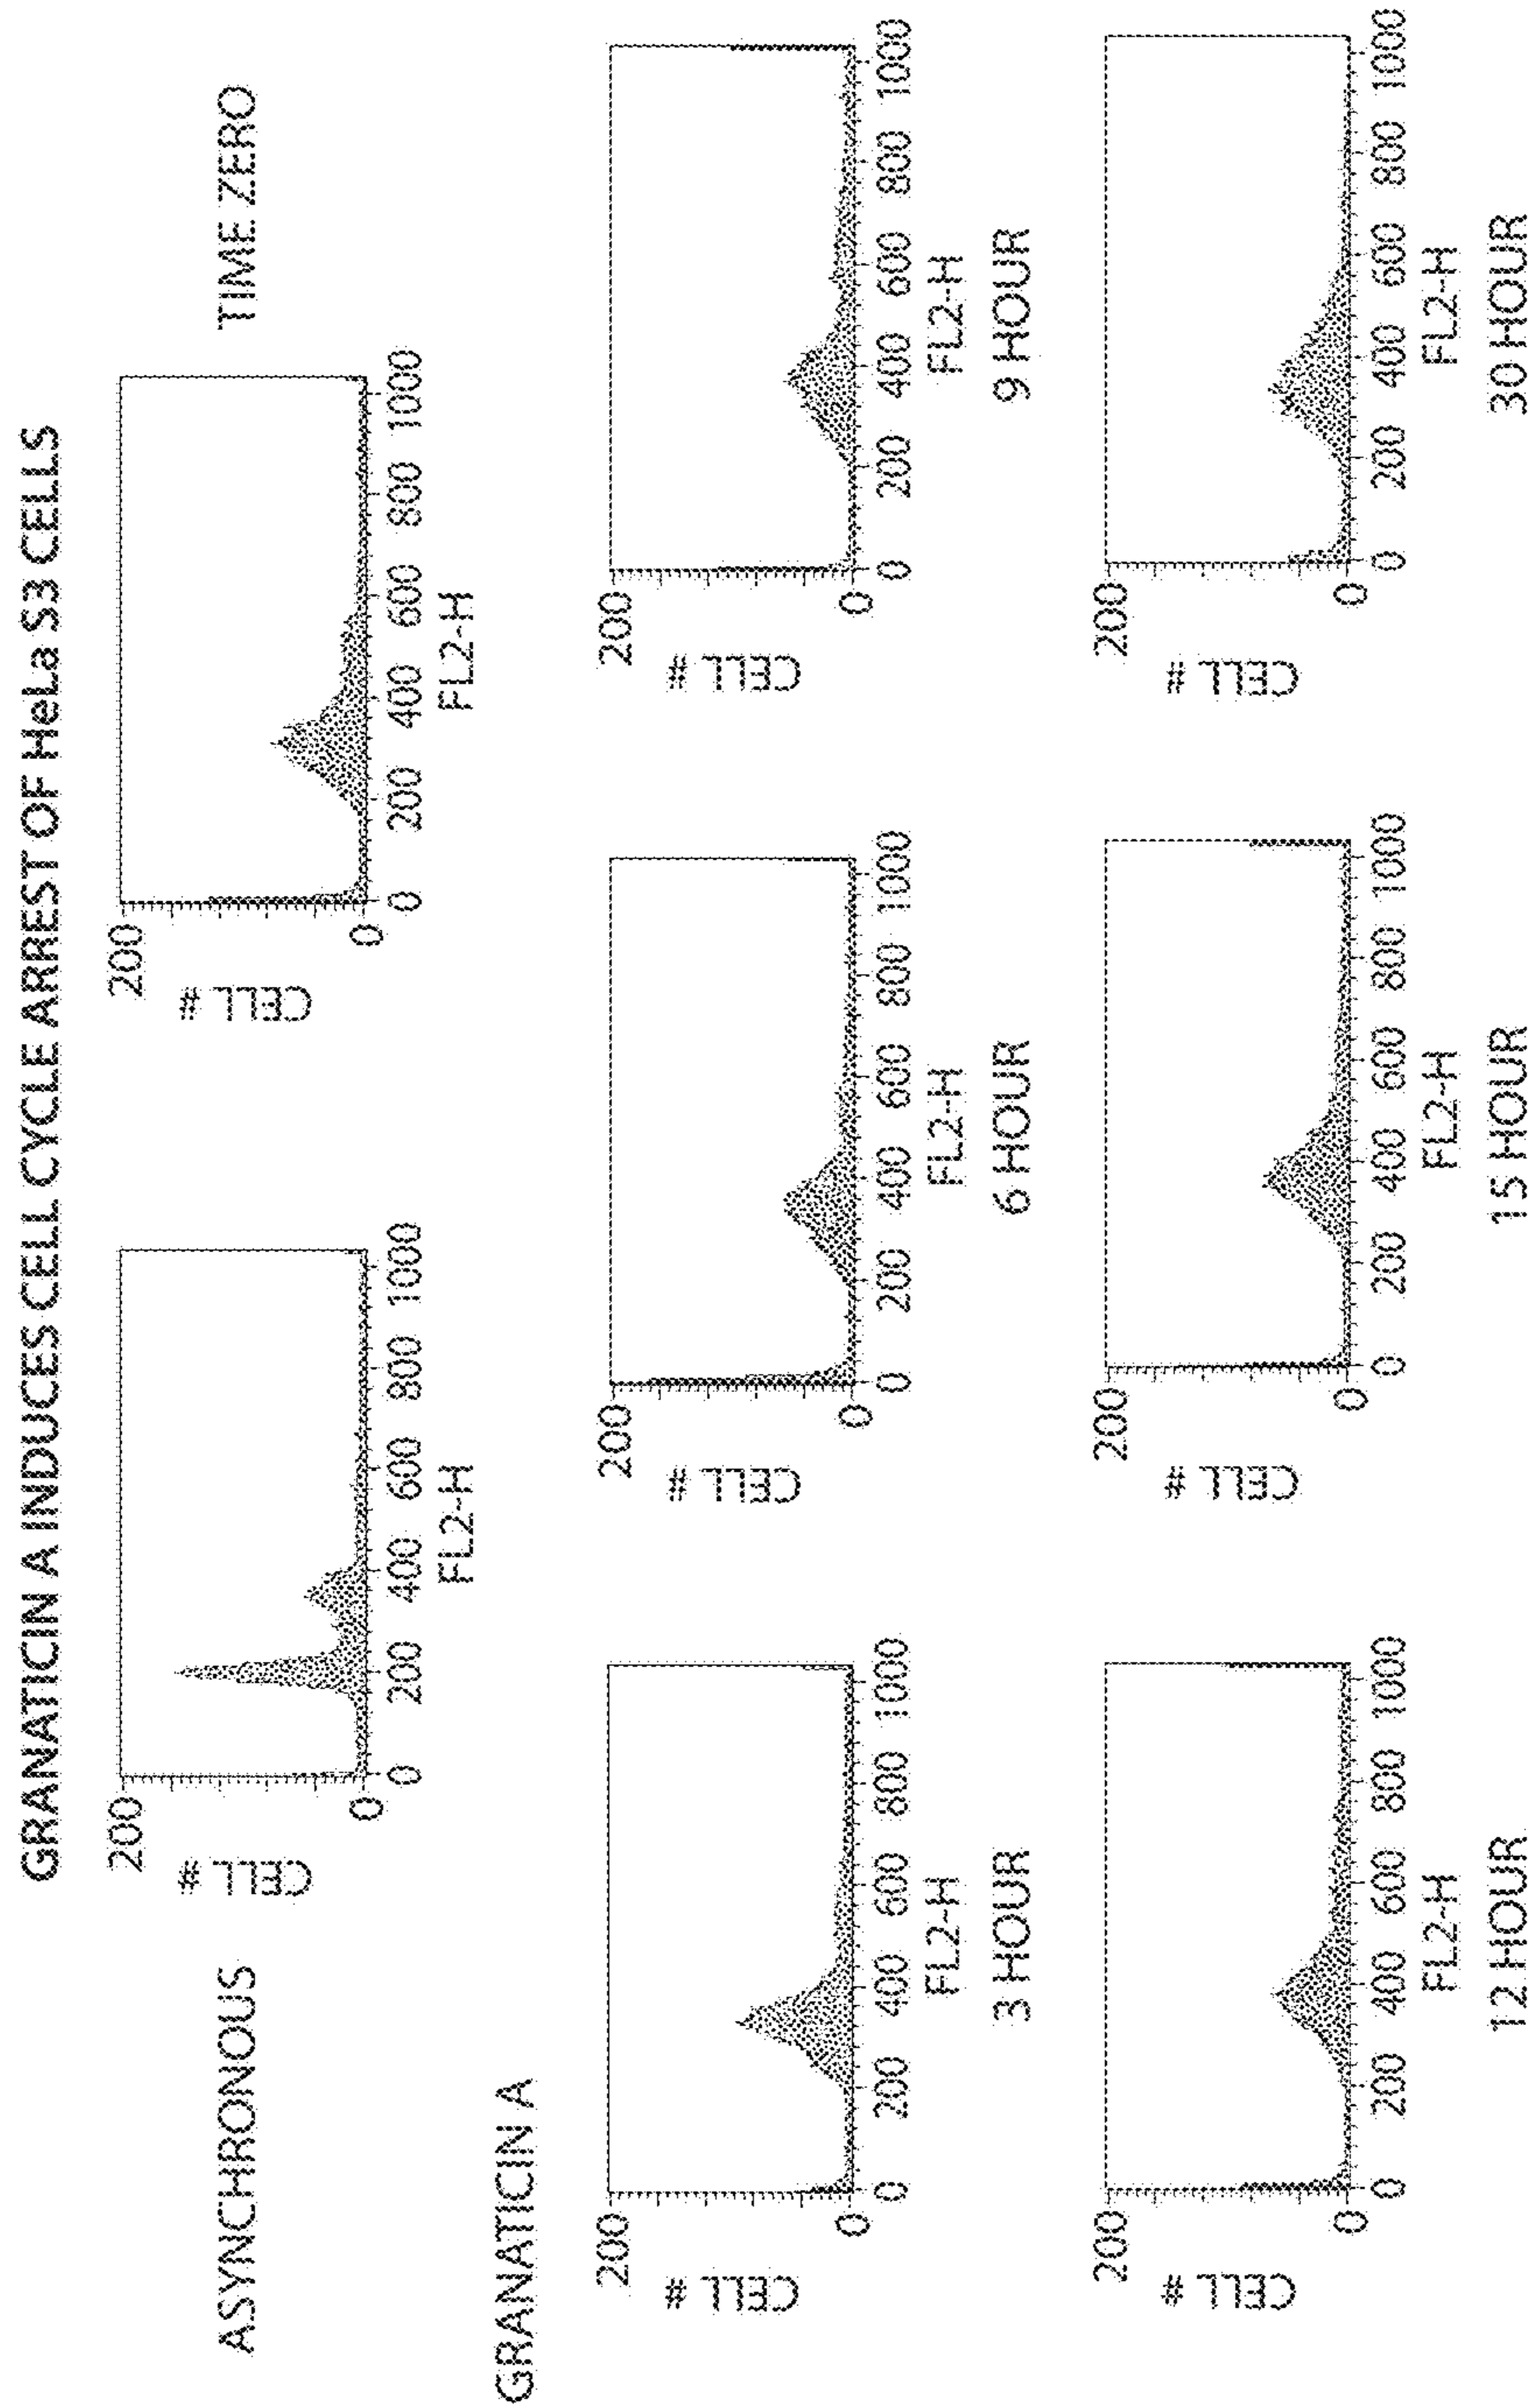 GRANATICIN A INDUCES CELL CYCLE ARREST OF HeLa S3 CELLS
ASYNCHRONOUS
200
CELL #
0
0 200 400 600 800 1000
FL2-H
200
CELL #
0
0 200 400 600 800 1000
FL2-H
TIME ZERO
GRANATICIN A
200
CELL #
0
0 200 400 600 800 1000
FL2-H
3 HOUR
200
CELL #
0
0 200 400 600 800 1000
FL2-H
6 HOUR
200
CELL #
0
0 200 400 600 800 1000
FL2-H
9 HOUR
200
CELL #
0
0 200 400 600 800 1000
FL2-H
12 HOUR
200
CELL #
0
0 200 400 600 800 1000
FL2-H
15 HOUR
200
CELL #
0
0 200 400 600 800 1000
FL2-H
30 HOUR